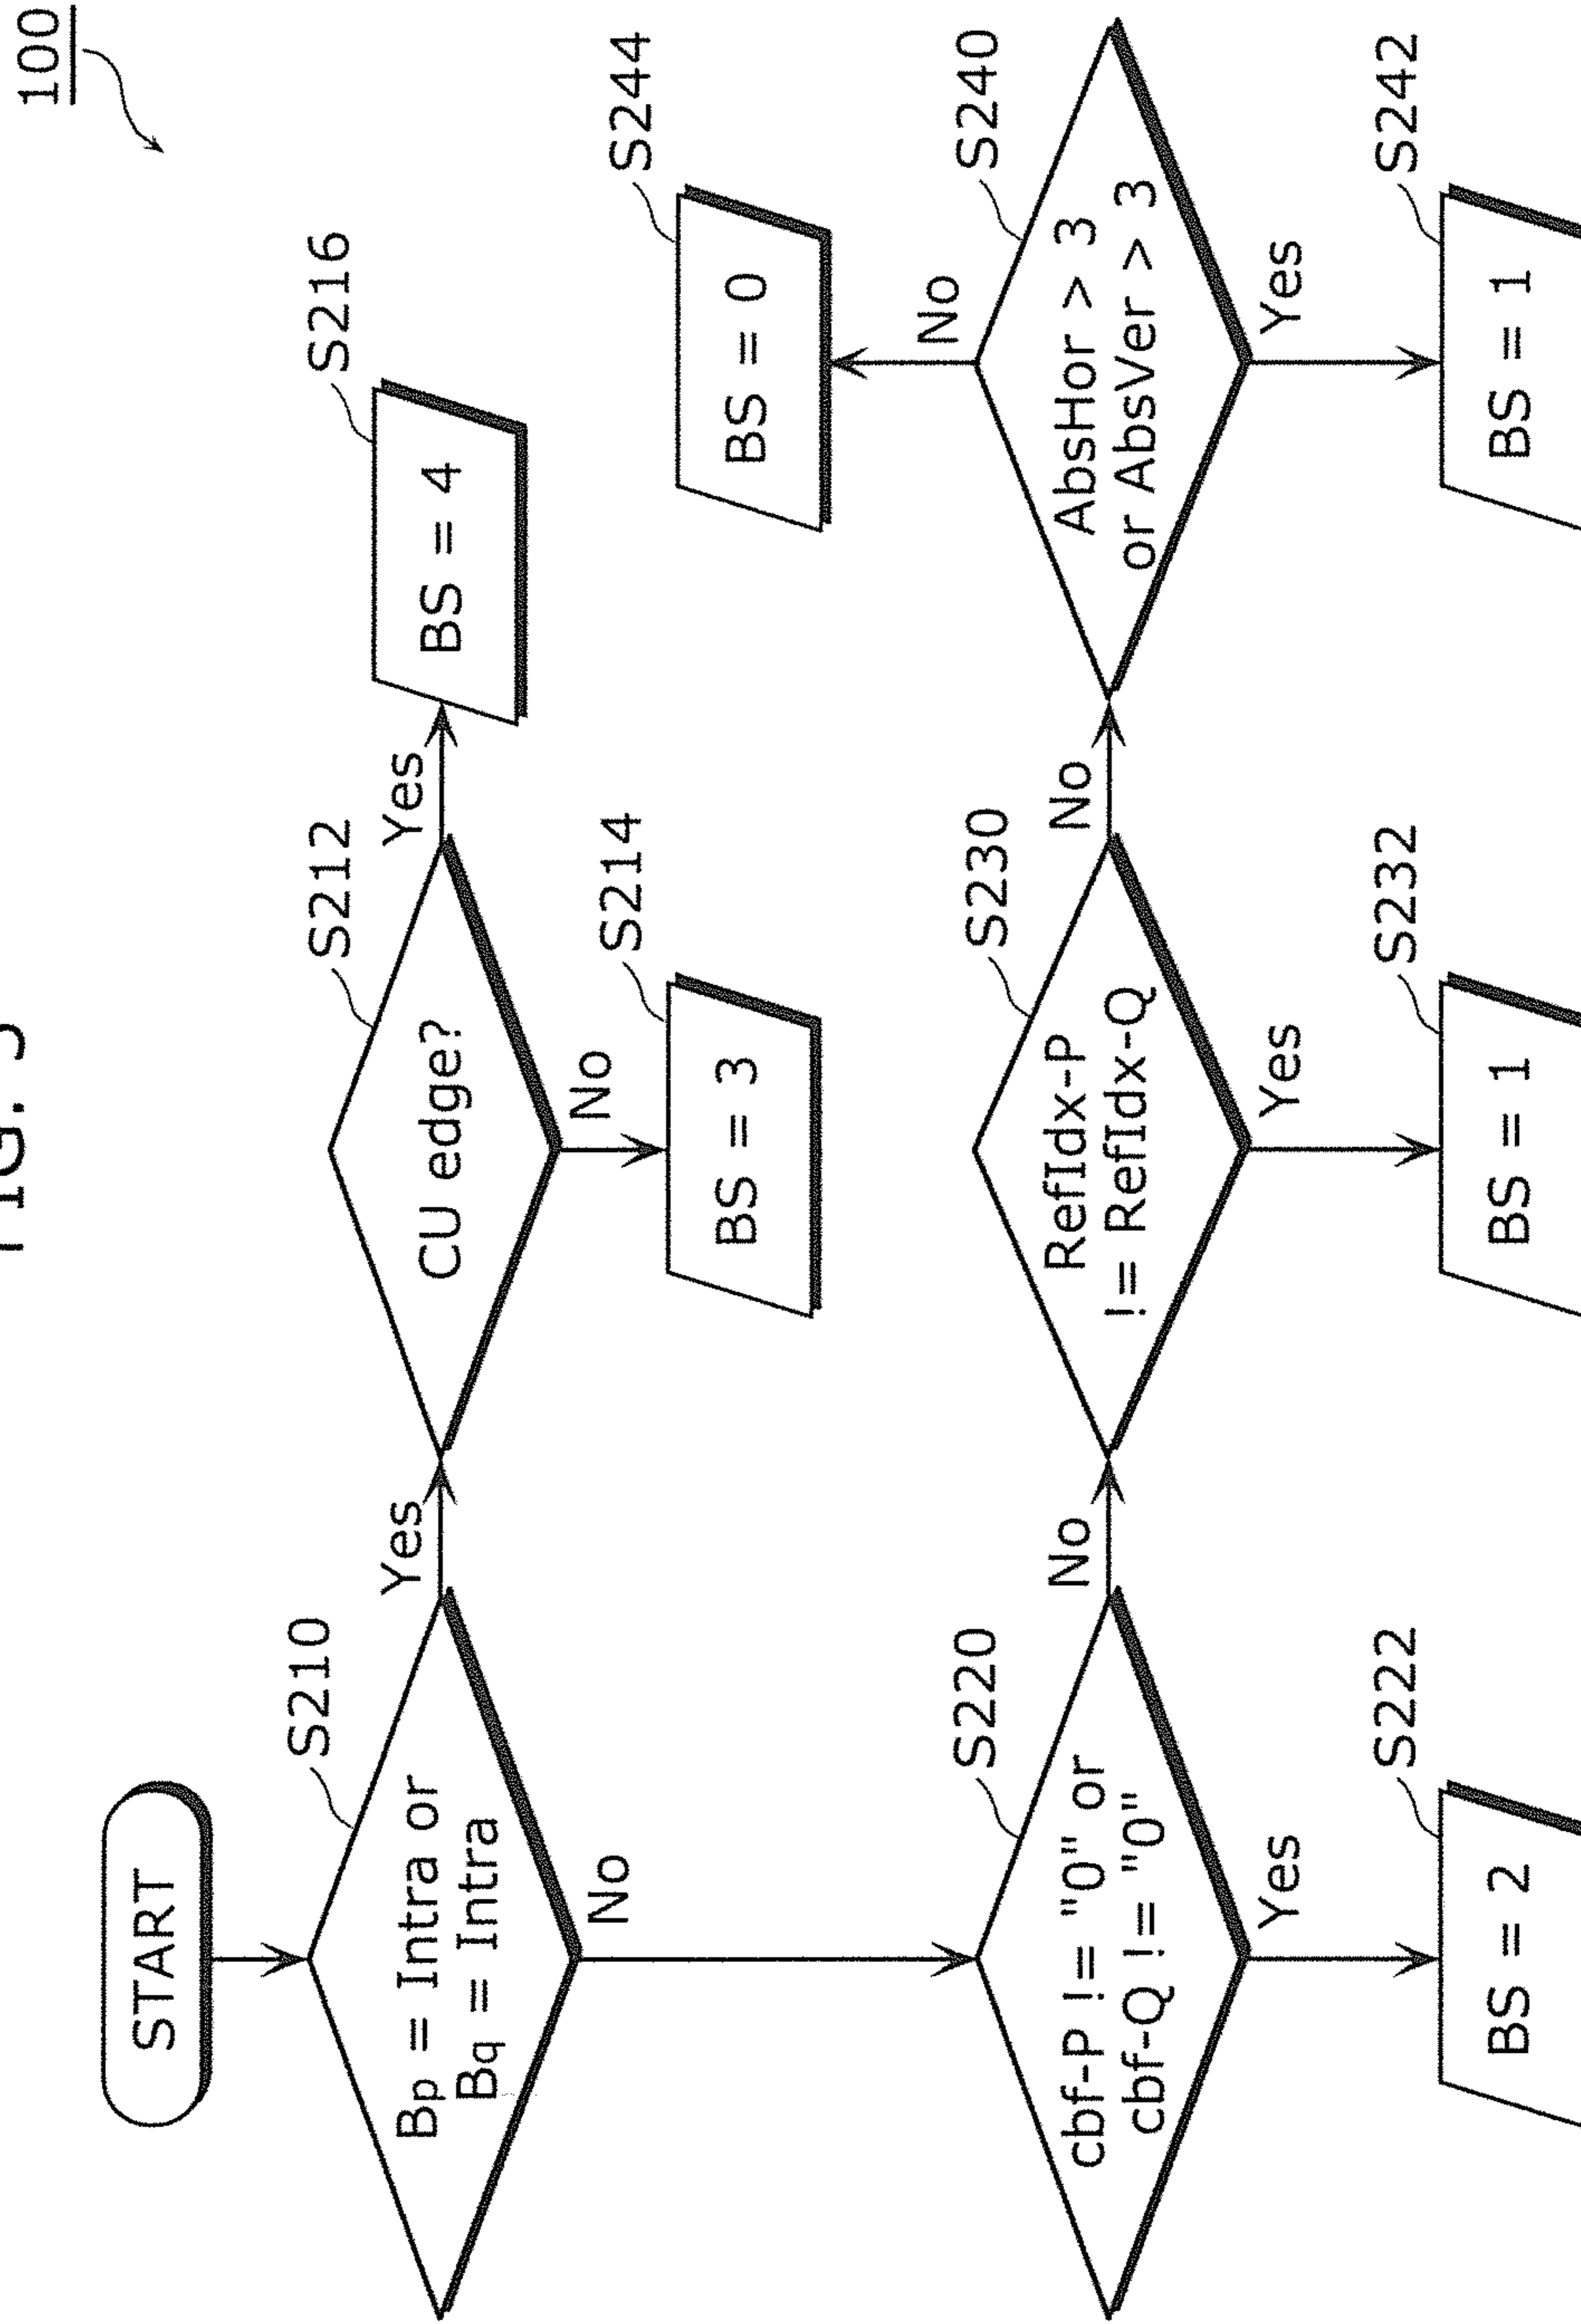 100
START
S210
Bp = Intra or
Bq = Intra
Yes
No
S212
CU edge?
Yes
No
S216
BS = 4
S214
BS = 3
S220
cbf-P != "0" or
cbf-Q != "0"
No
Yes
S222
BS = 2
S230
RefIdx-P
!= RefIdx-Q
No
Yes
S232
BS = 1
S240
AbsHor > 3
or AbsVer > 3
No
Yes
S244
BS = 0
S242
BS = 1